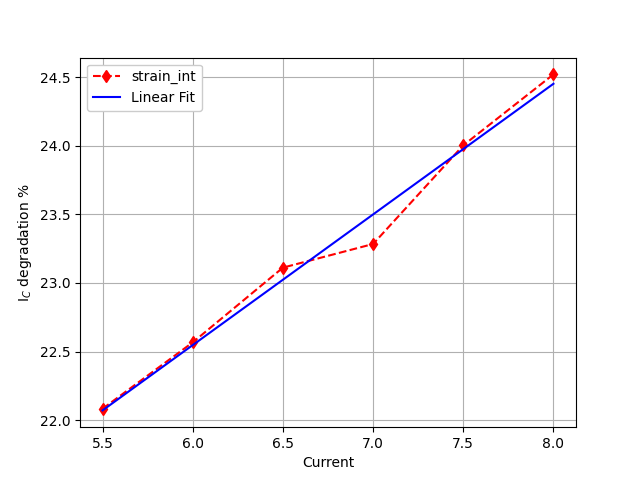 strain_int
Linear Fit
24.5
24.0
23.5
23.0
22.5
22.0
I_C degradation %
5.5 6.0 6.5 7.0 7.5 8.0
Current